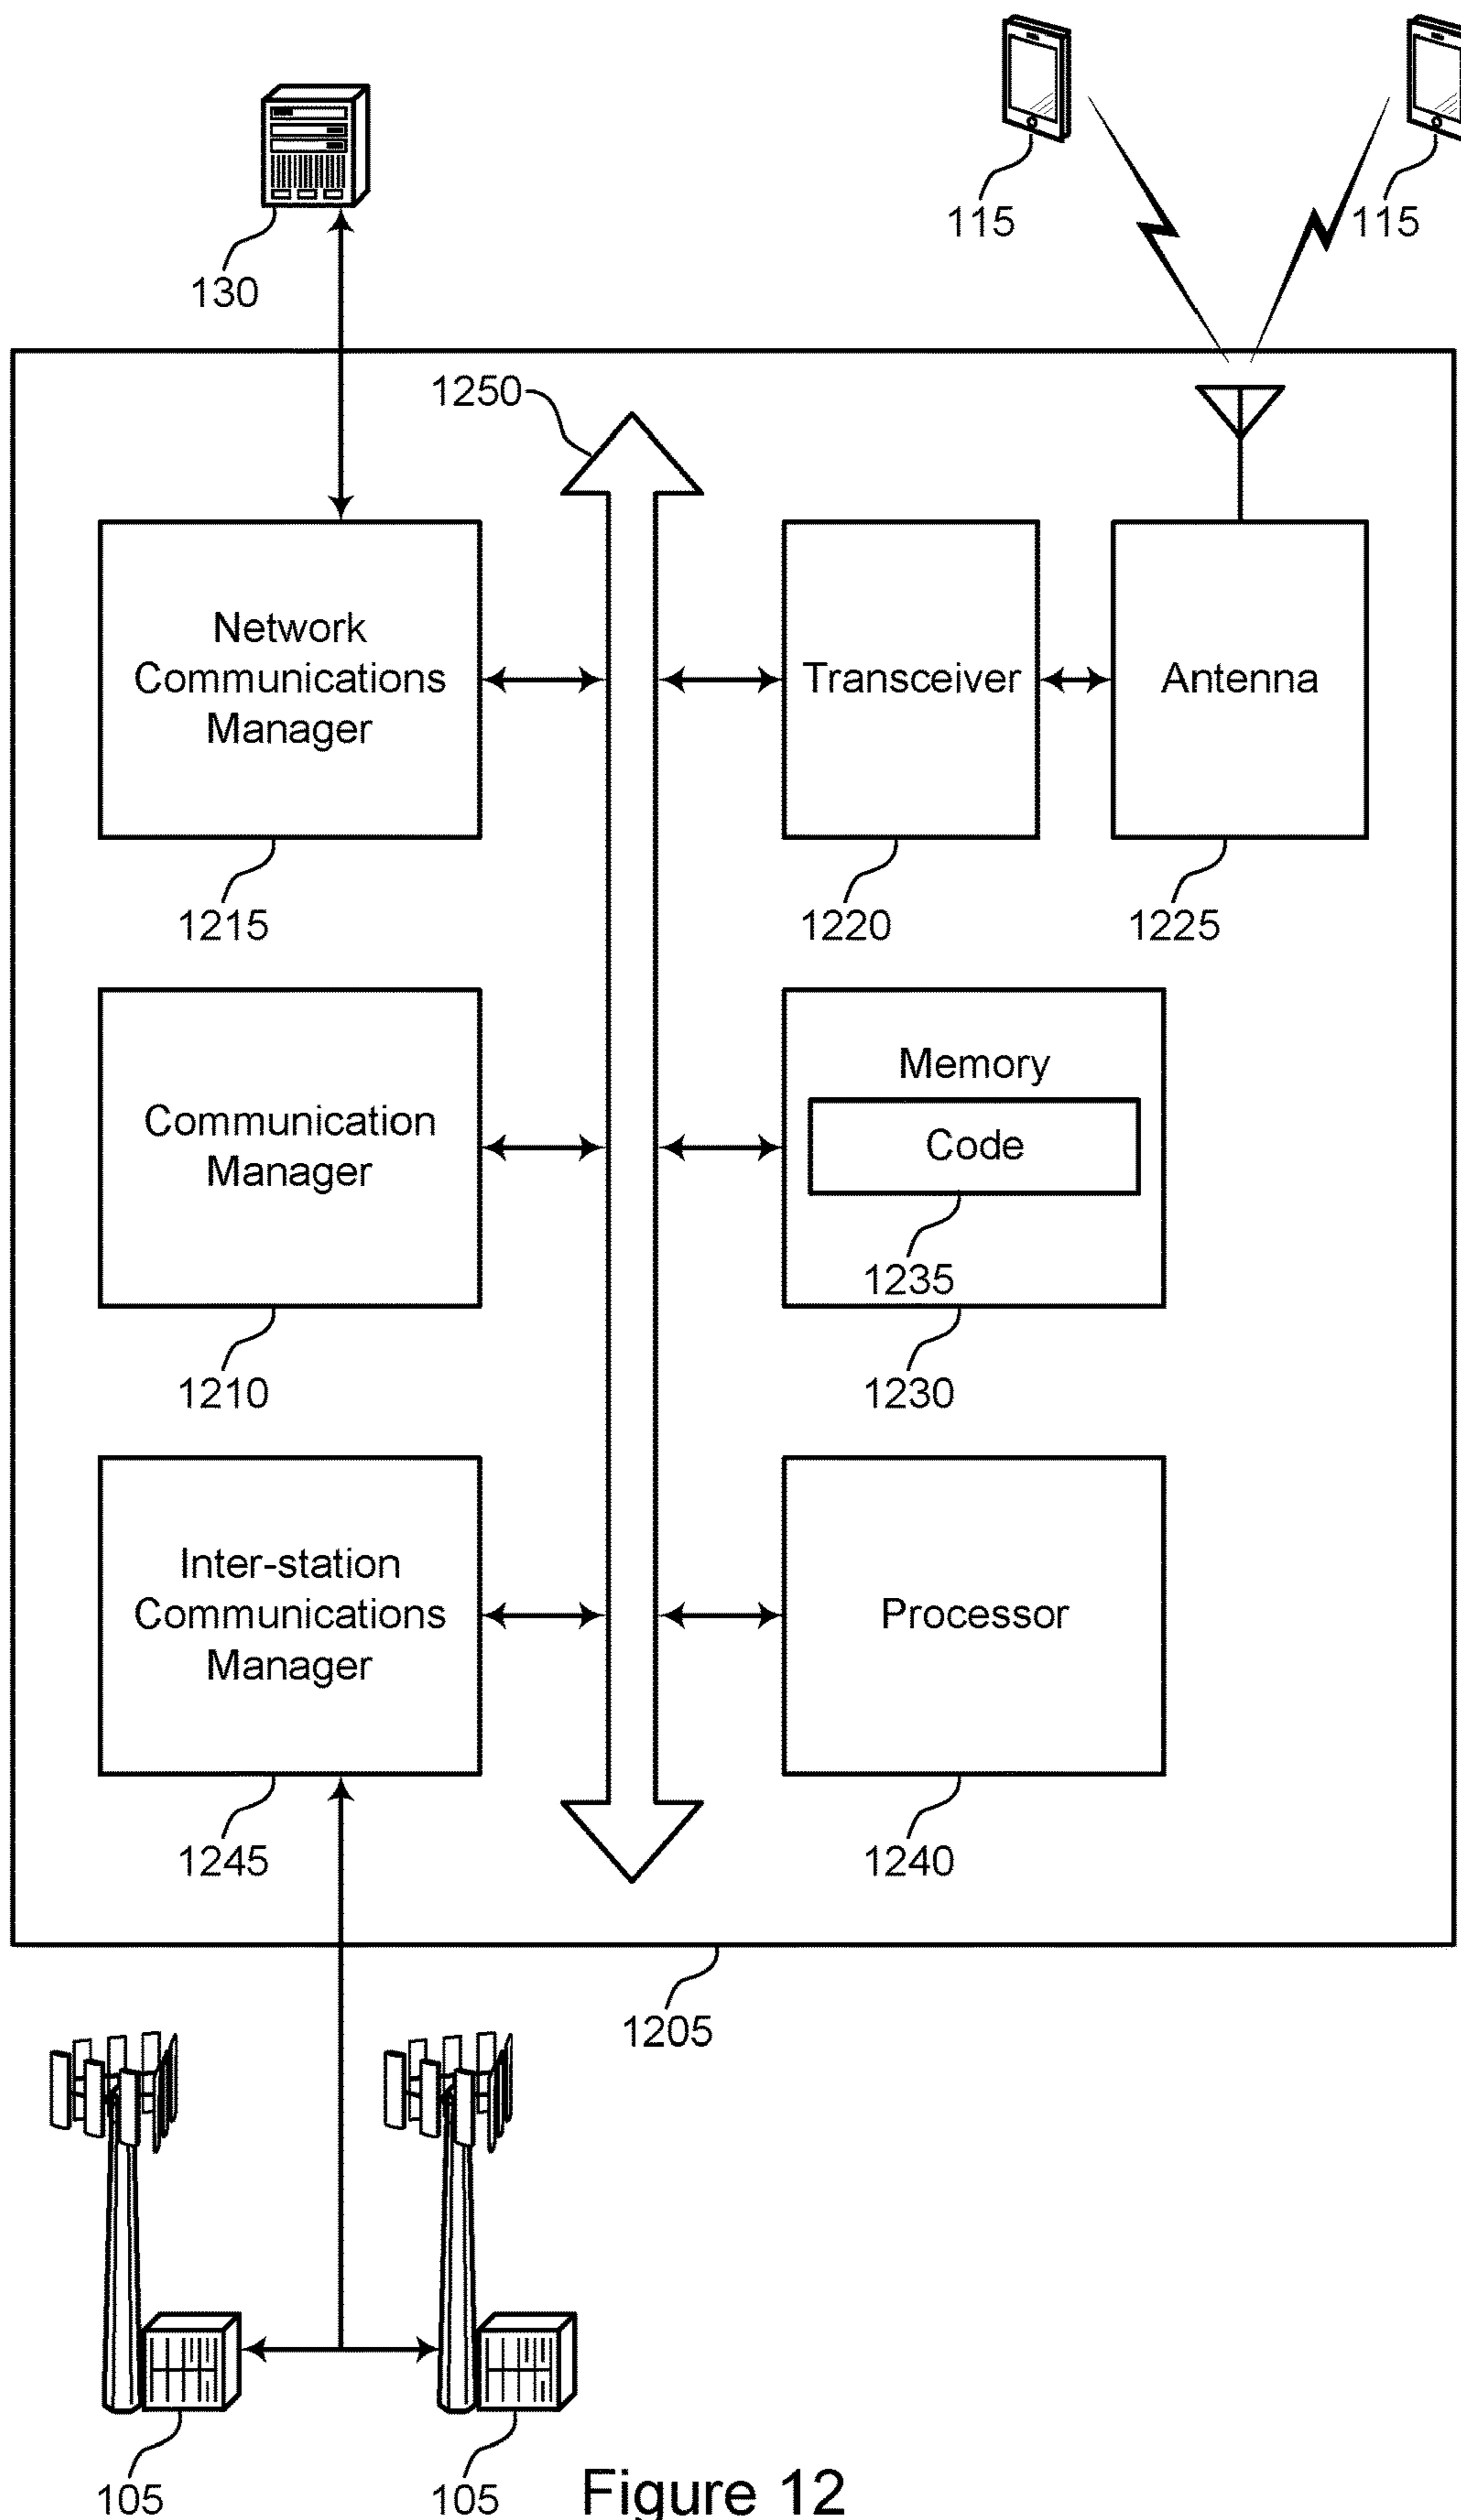 115
115
130
1250
Network
Communications
Manager
Transceiver
Antenna
1215
1220
1225
Communication
Manager
Memory
Code
1235
1210
1230
Inter-station
Communications
Manager
Processor
1245
1240
1205
105
105
Figure 12